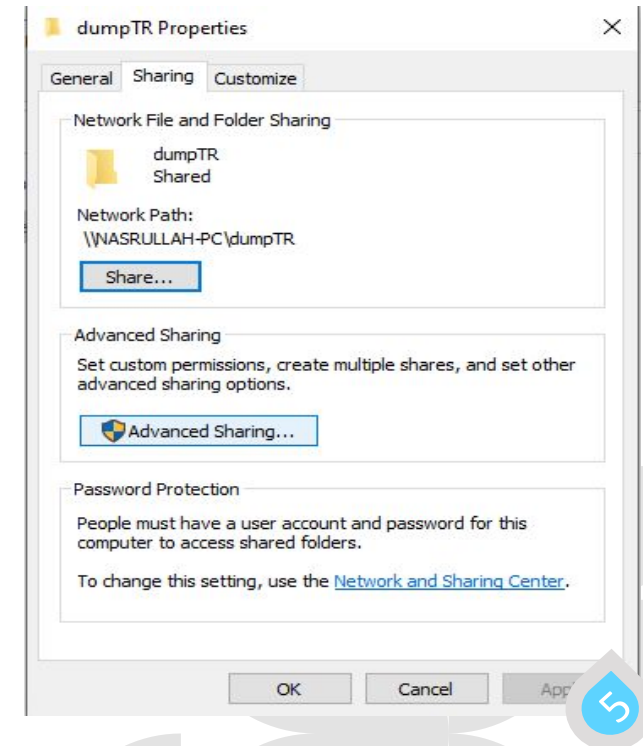 dumpTR Properties
General Sharing Customize
Network File and Folder Sharing
dumpTR
Shared
Network Path:
\\NASRULLAH-PC\dumpTR
Share...
Advanced Sharing
Set custom permissions, create multiple shares, and set other
advanced sharing options.
Advanced Sharing...
Password Protection
People must have a user account and password for this
computer to access shared folders.
To change this setting, use the Network and Sharing Center.
OK Cancel
5